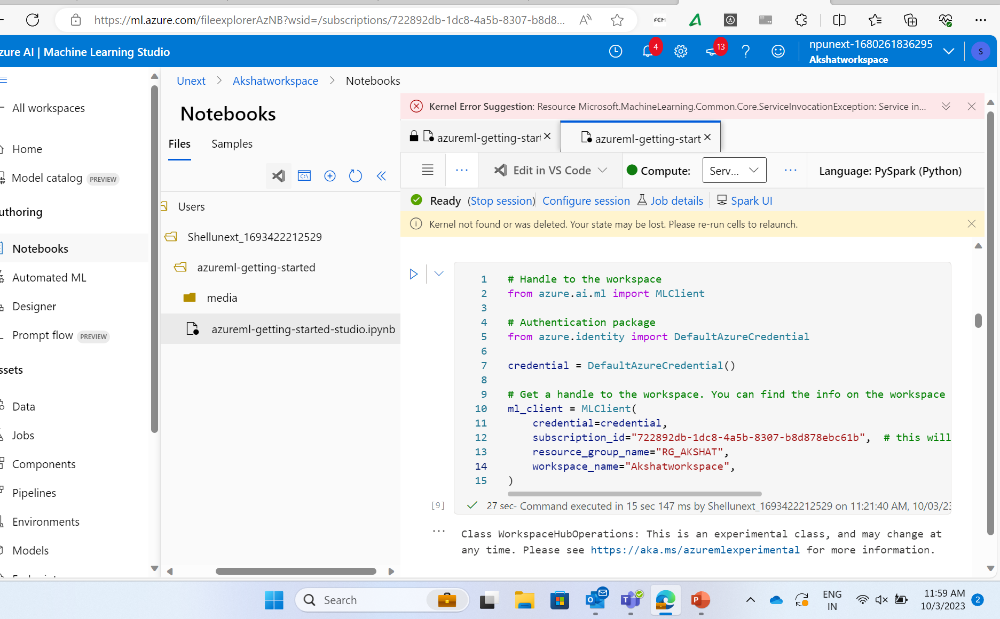 https://ml.azure.com/fileexplorerAzNB?wsid=/subscriptions/722892db-1dc8-4a5b-8307-b8d8...
FCM
zure AI | Machine Learning Studio
4
13
npunext-1680261836295
Akshatworkspace
S
All workspaces
Home
Model catalog PREVIEW
uthoring
Notebooks
Automated ML
Designer
Prompt flow PREVIEW
ssets
Data
Jobs
Components
Pipelines
Environments
Models
Unext > Akshatworkspace > Notebooks
Notebooks
Files Samples
Users
Shellunext_1693422212529
azureml-getting-started
media
azureml-getting-started-studio.ipynb
Kernel Error Suggestion: Resource Microsoft.MachineLearning.Common.Core.ServiceInvocationException: Service in...
azureml-getting-start azureml-getting-start
... Edit in VS Code Compute: Serv... ... Language: PySpark (Python)
Ready (Stop session) Configure session Job details Spark UI
Kernel not found or was deleted. Your state may be lost. Please re-run cells to relaunch.
1 # Handle to the workspace
2 from azure.ai.ml import MLClient
3
4 # Authentication package
5 from azure.identity import DefaultAzureCredential
6
7 credential = DefaultAzureCredential()
8
9 # Get a handle to the workspace. You can find the info on the workspace
10 ml_client = MLClient(
11 credential=credential,
12 subscription_id="722892db-1dc8-4a5b-8307-b8d878ebc61b", # this will
13 resource_group_name="RG_AKSHAT",
14 workspace_name="Akshatworkspace",
15 )
[9] 27 sec- Command executed in 15 sec 147 ms by Shellunext_1693422212529 on 11:21:40 AM, 10/03/23
... Class WorkspaceHubOperations: This is an experimental class, and may change at
any time. Please see https://aka.ms/azuremlexperimental for more information.
Search
ENG
IN
11:59 AM
10/3/2023
2